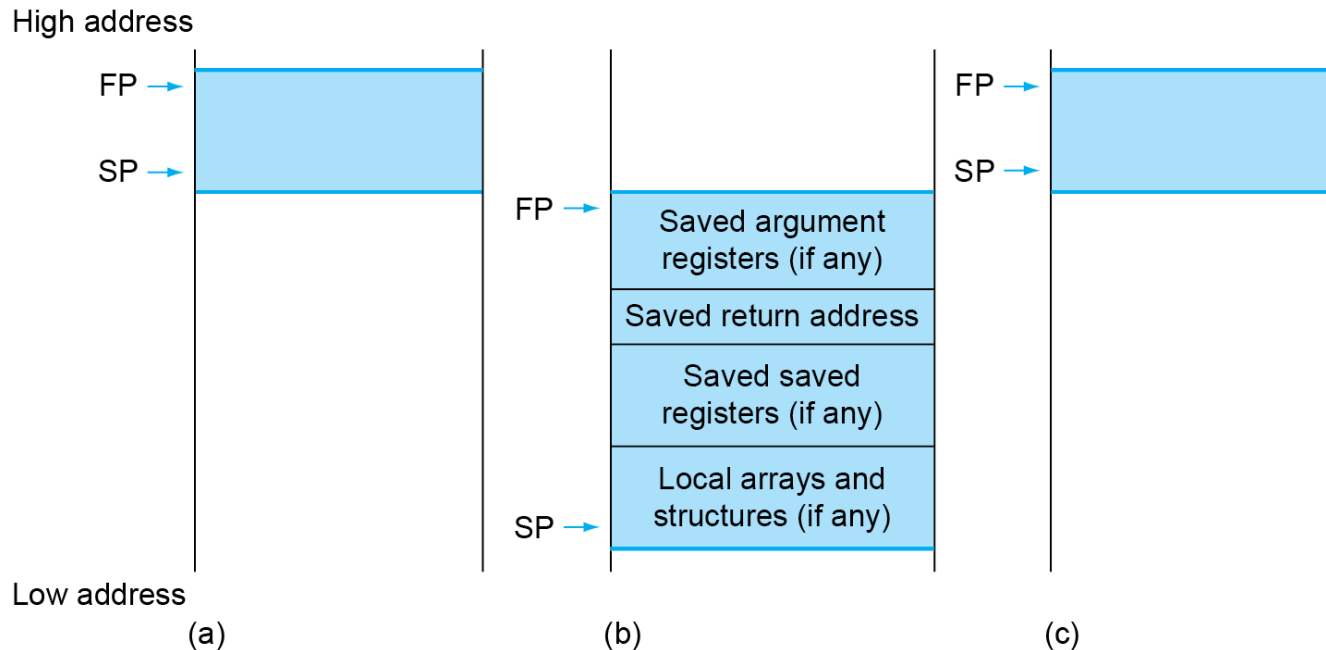 High address
FP
SP
FP
Saved argument
registers (if any)
Saved return address
Saved saved
registers (if any)
Local arrays and
structures (if any)
SP
FP
SP
Low address
(a)
(b)
(c)